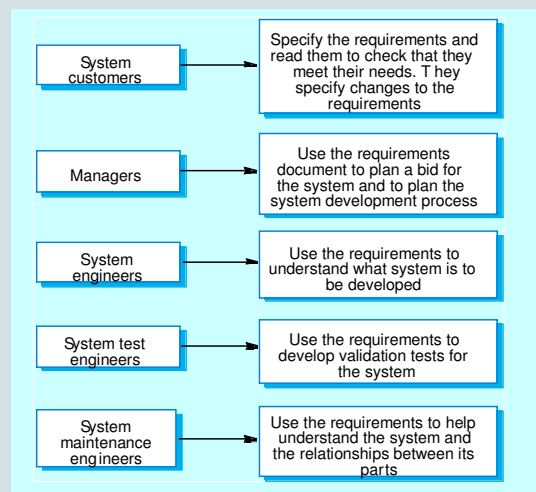 System
customers
Specify the requirements and
read them to check that they
meet their needs. T hey
specify changes to the
requirements
Managers
Use the requirements
document to plan a bid for
the system and to plan the
system development process
System
engineers
Use the requirements to
understand what system is to
be developed
System test
engineers
Use the requirements to
develop validation tests for
the system
System
maintenance
engineers
Use the requirements to help
understand the system and
the relationships between its
parts